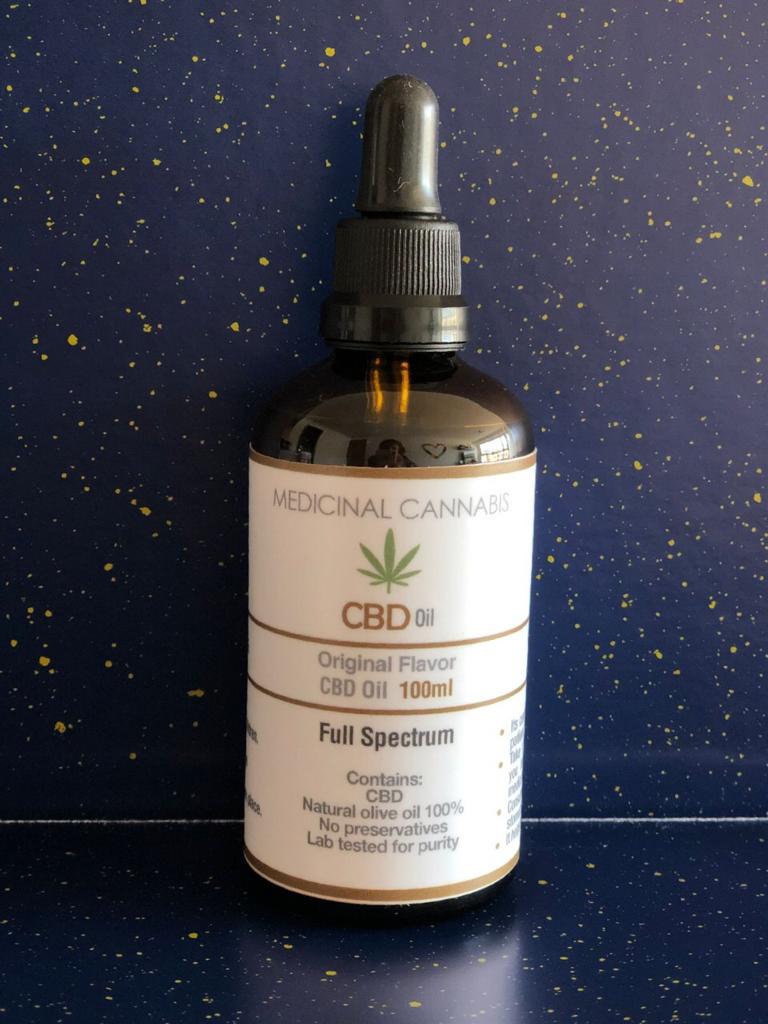 MEDICINAL CANNABIS
CBD Oil
Original Flavor
CBD Oil 100ml
Full Spectrum
Contains:
CBD
Natural olive oil 100%
No preservatives
Lab tested for purity